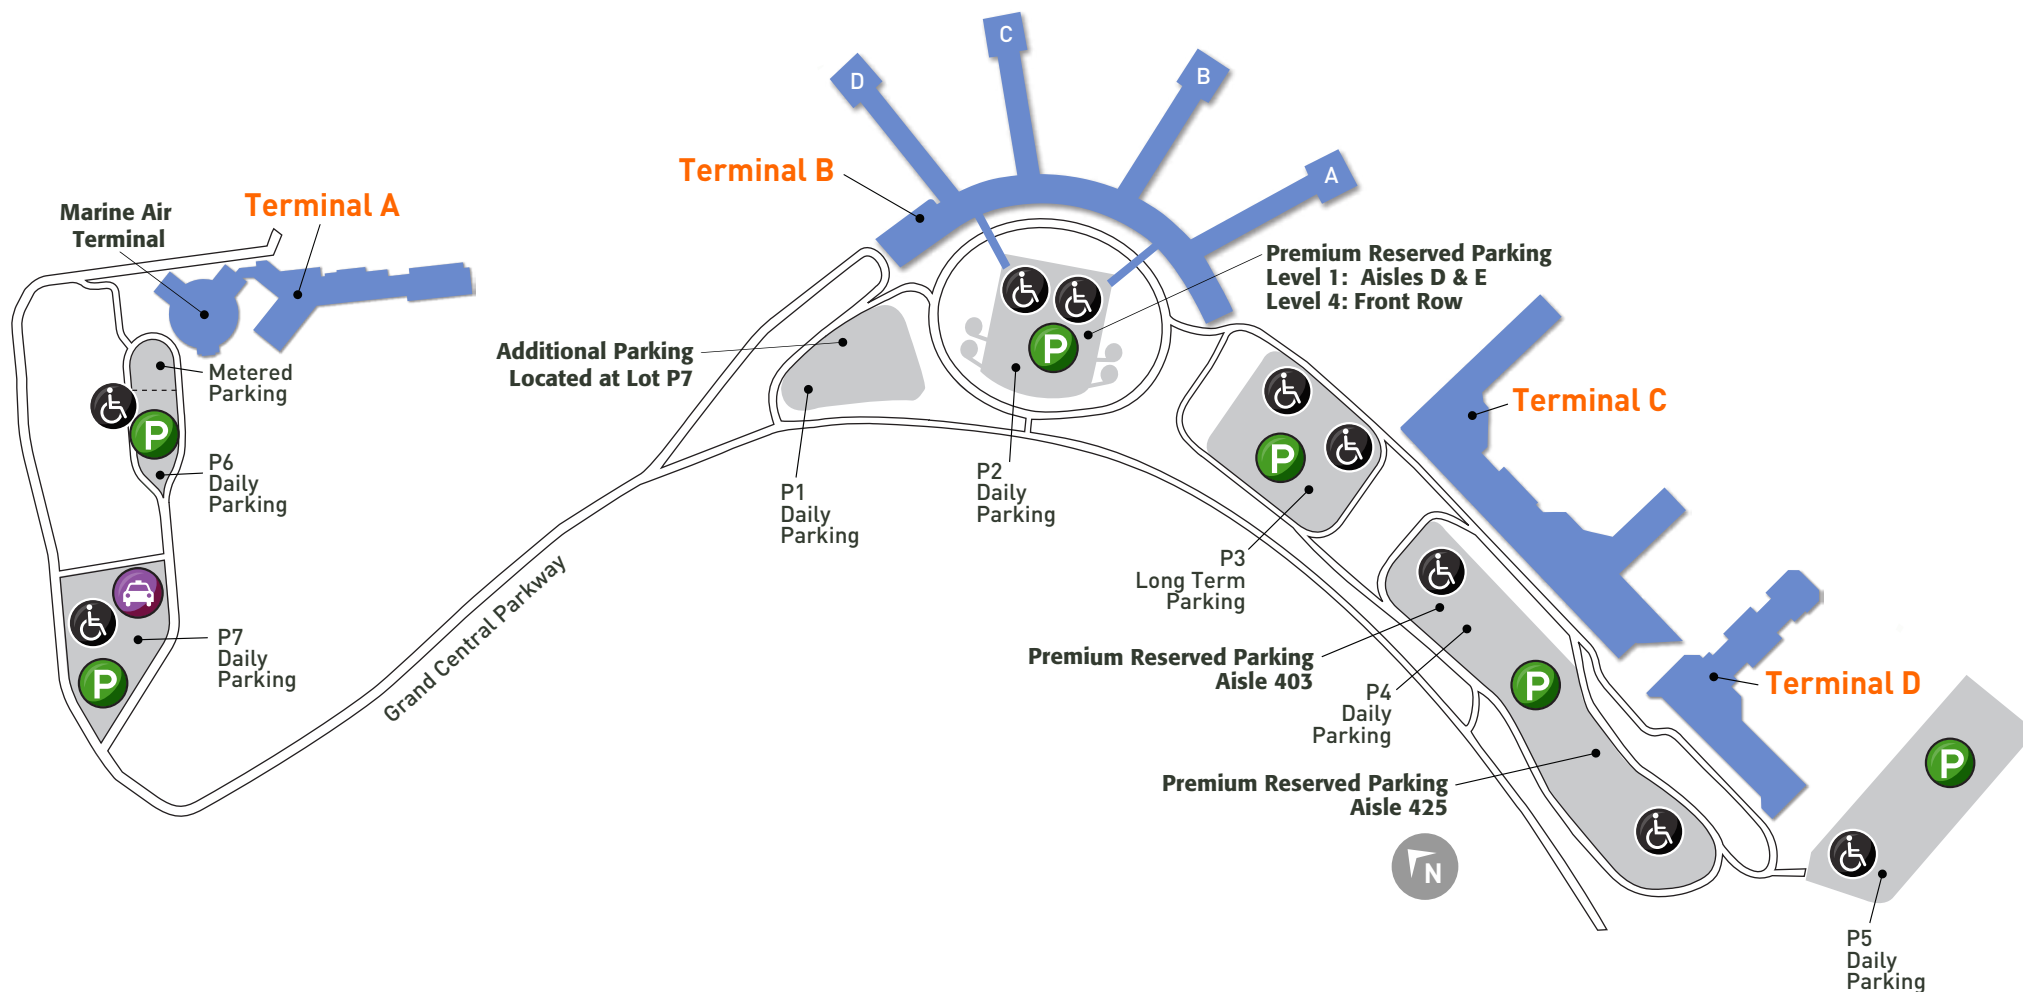 D
C
B
A
Terminal B
Terminal A
Marine Air
Terminal
Premium Reserved Parking
Level 1: Aisles D & E
Level 4: Front Row
Additional Parking
Located at Lot P7
Metered
Parking
P
P
P
Terminal C
P6
Daily
Parking
P1
Daily
Parking
P2
Daily
Parking
P3
Long Term
Parking
Grand Central Parkway
P7
Daily
Parking
P
Premium Reserved Parking
Aisle 403
P4
Daily
Parking
P
Terminal D
P
Premium Reserved Parking
Aisle 425
N
P5
Daily
Parking